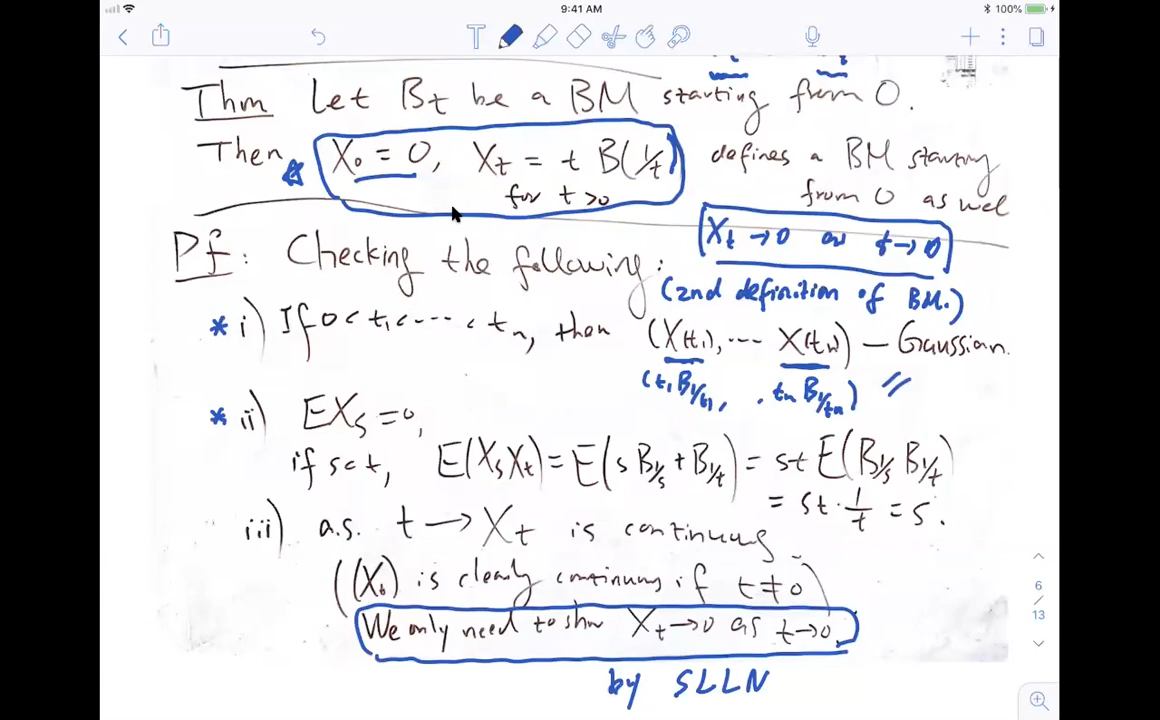 9:41 AM
100%
Thm Let Bt be a BM starting from 0.
Then X₀ = 0, Xt = t B(1/t) defines a BM starting
for t >0 from 0 as well
Xt → 0 as t → 0
Pf: Checking the following:
(2nd definition of BM.)
* i) If 0 < t₁ < ... < tn, then (X(t₁), ... X(tn)) — Gaussian.
(t₁ B1/t₁, . tn B1/tn)
* ii) EXs = 0,
if s<t, E(XsXt) = E(s B1/s t B1/t) = st E(B1/s B1/t)
= st · 1/t = s.
iii) a.s. t → Xt is continuous
((Xt) is clearly continuous if t ≠ 0)
We only need to show Xt → 0 as t → 0.
by SLLN
6
/
13